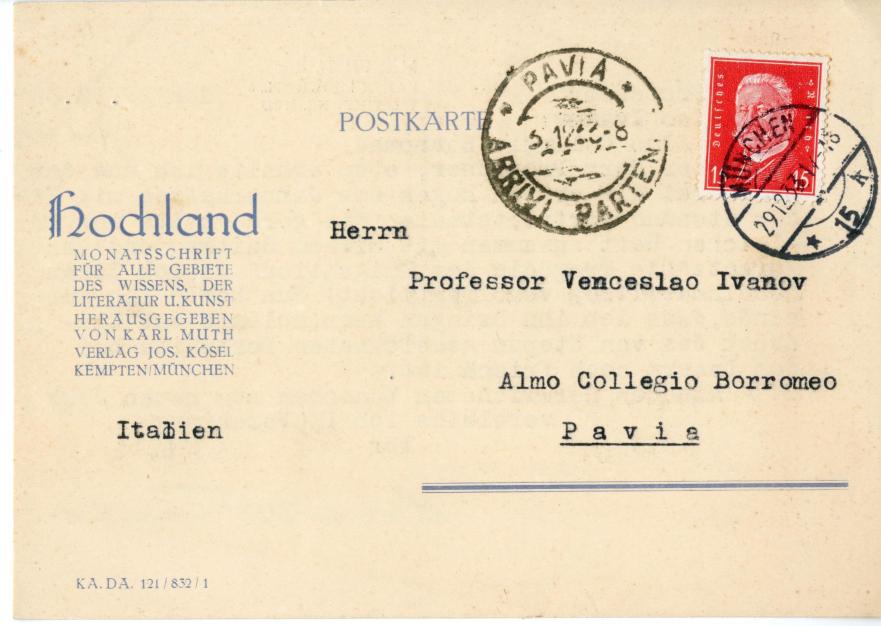 POSTKARTE
* PAVIA *
ARRIVI PARTEN.
Deutsches
15
MÜNCHEN
* 15 k
Hochland
MONATSSCHRIFT
FÜR ALLE GEBIETE
DES WISSENS, DER
LITERATUR U. KUNST
HERAUSGEGEBEN
VON KARL MUTH
VERLAG JOS. KÖSEL
KEMPTEN/MÜNCHEN
Herrn
Professor Venceslao Ivanov
Almo Collegio Borromeo
Italien
Pavia
KA. DA. 121/832/1